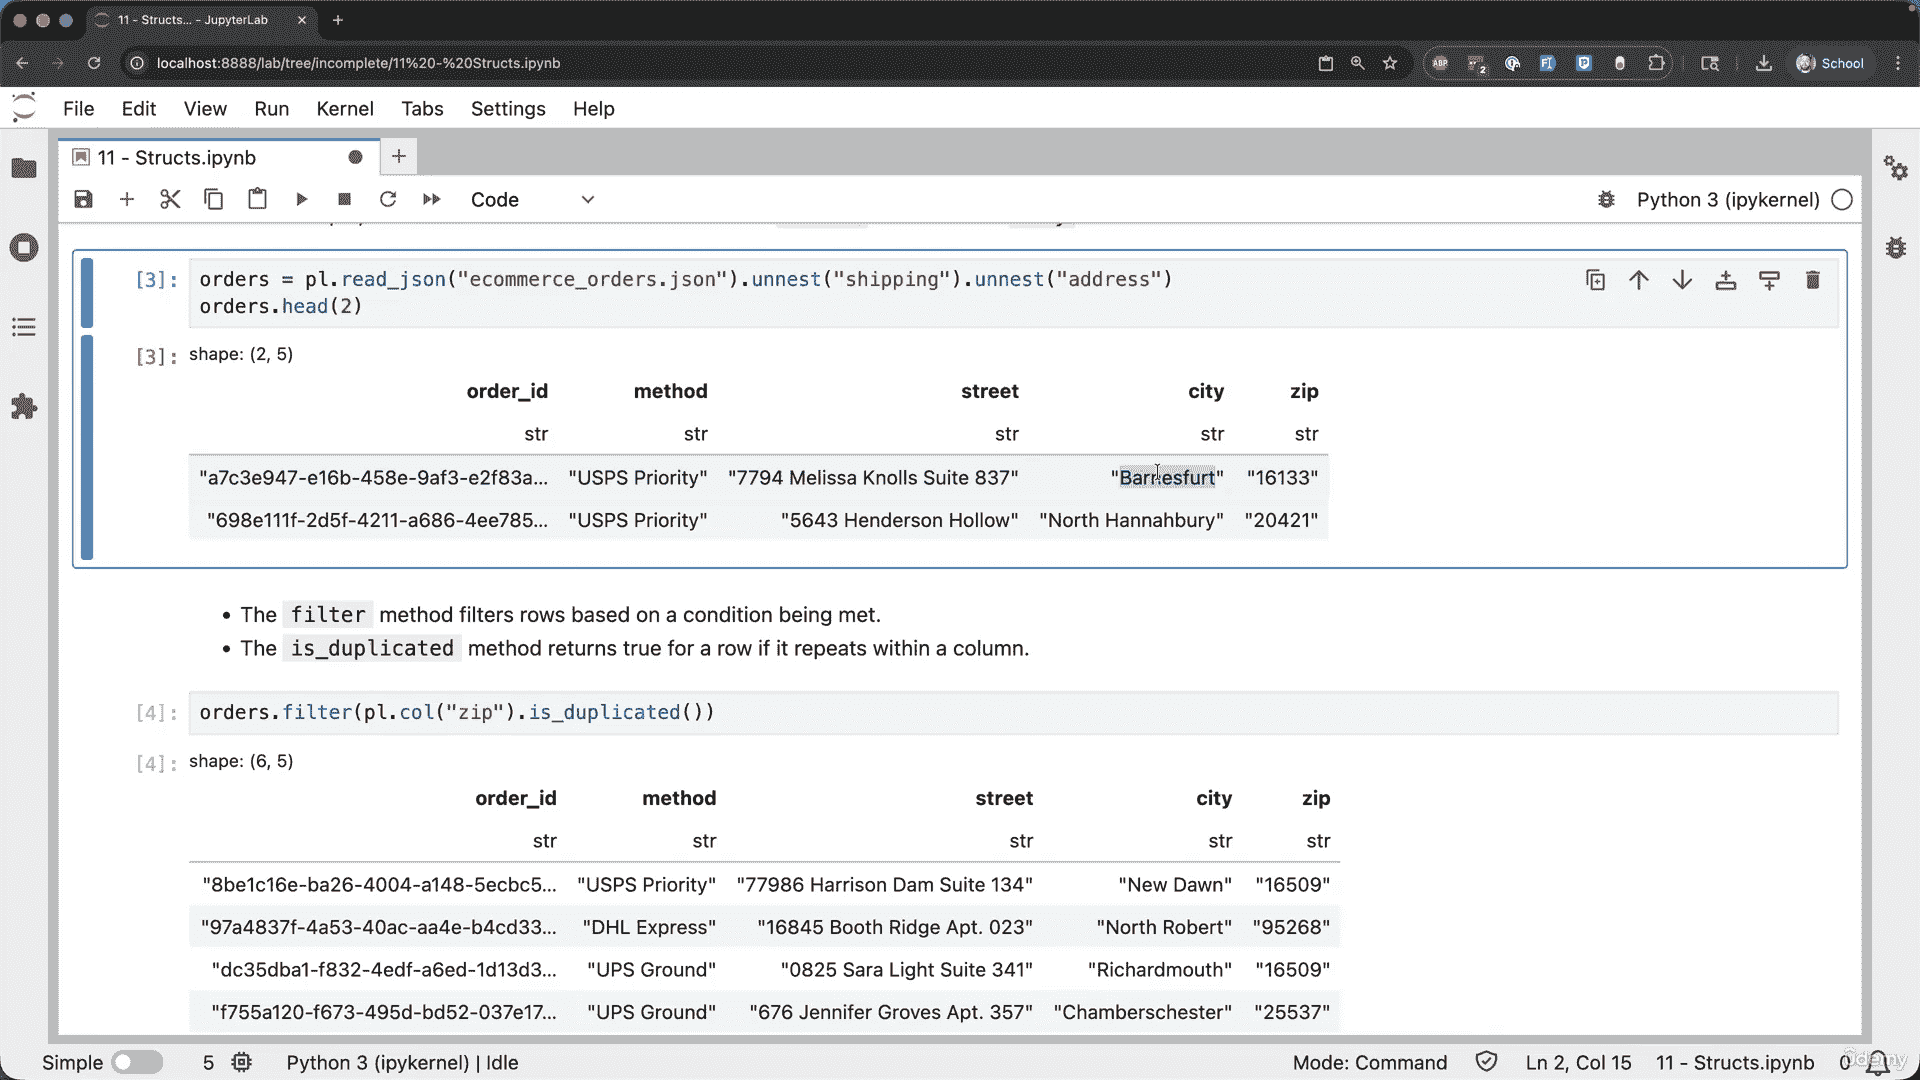 11 - Structs... - JupyterLab
localhost:8888/lab/tree/incomplete/11%20-%20Structs.ipynb
ABP
2
School
File Edit View Run Kernel Tabs Settings Help
11 - Structs.ipynb
Code
Python 3 (ipykernel)
[3]: orders = pl.read_json("ecommerce_orders.json").unnest("shipping").unnest("address")
orders.head(2)
[3]: shape: (2, 5)
order_id method street city zip
str str str str str
"a7c3e947-e16b-458e-9af3-e2f83a... "USPS Priority" "7794 Melissa Knolls Suite 837" "Barnesfurt" "16133"
"698e111f-2d5f-4211-a686-4ee785... "USPS Priority" "5643 Henderson Hollow" "North Hannahbury" "20421"
• The filter method filters rows based on a condition being met.
• The is_duplicated method returns true for a row if it repeats within a column.
[4]: orders.filter(pl.col("zip").is_duplicated())
[4]: shape: (6, 5)
order_id method street city zip
str str str str str
"8be1c16e-ba26-4004-a148-5ecbc5... "USPS Priority" "77986 Harrison Dam Suite 134" "New Dawn" "16509"
"97a4837f-4a53-40ac-aa4e-b4cd33... "DHL Express" "16845 Booth Ridge Apt. 023" "North Robert" "95268"
"dc35dba1-f832-4edf-a6ed-1d13d3... "UPS Ground" "0825 Sara Light Suite 341" "Richardmouth" "16509"
"f755a120-f673-495d-bd52-037e17... "UPS Ground" "676 Jennifer Groves Apt. 357" "Chamberschester" "25537"
Simple 5 Python 3 (ipykernel) | Idle Mode: Command Ln 2, Col 15 11 - Structs.ipynb 0
udemy